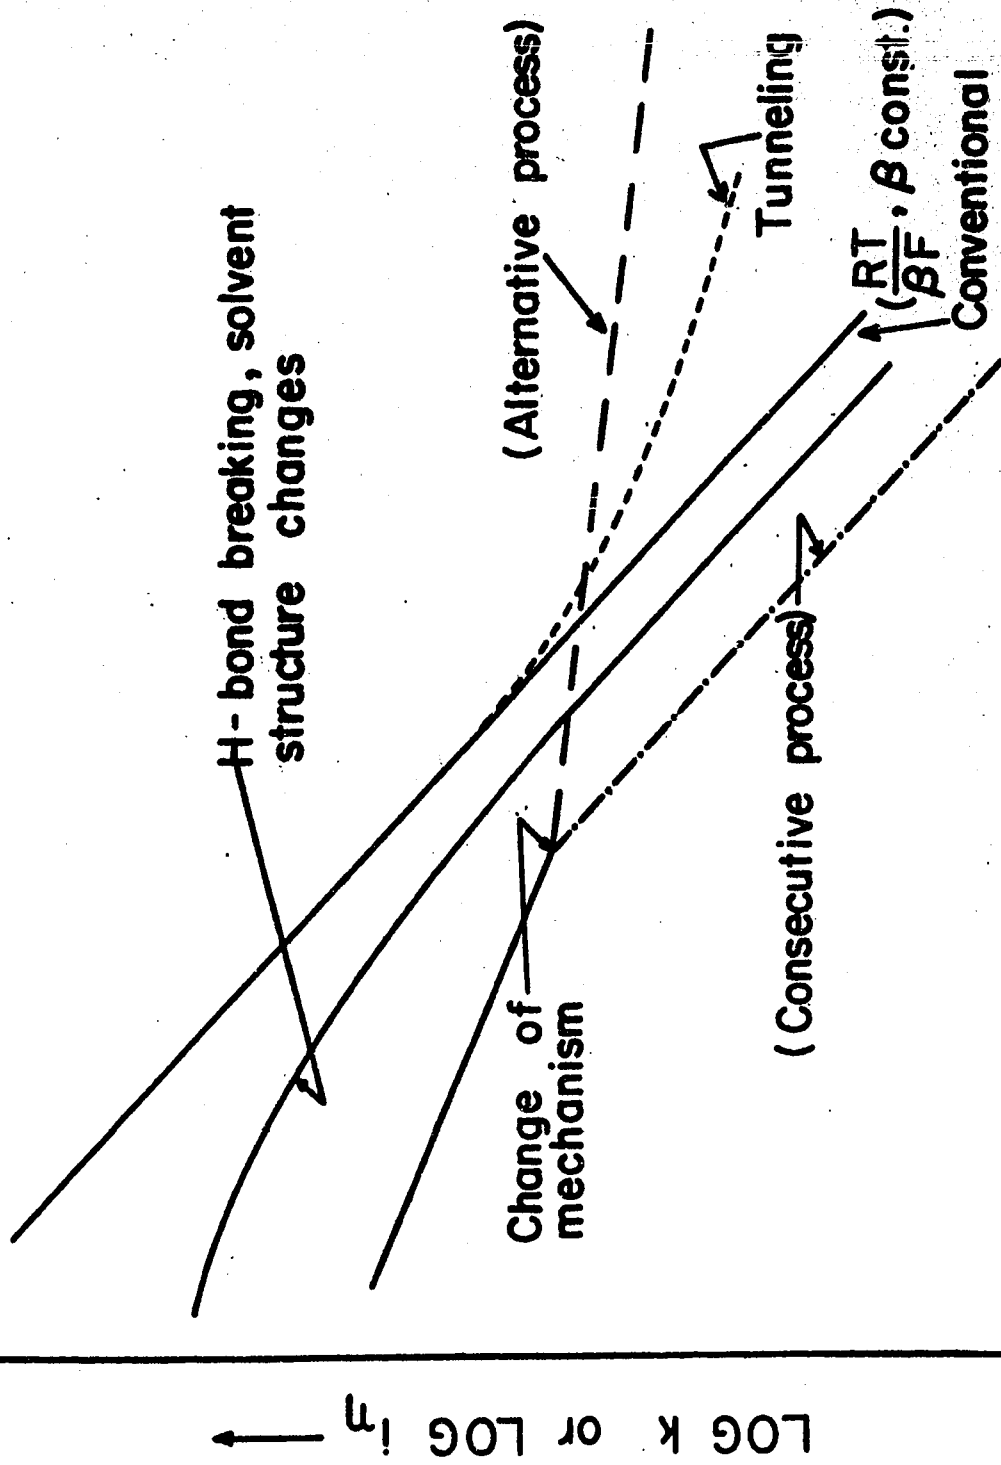 H-bond breaking, solvent
structure changes
(Alternative process)
Tunneling
(RT/βF, β const.)
Conventional
Change of
mechanism
(Consecutive process)
LOG k or LOG iη